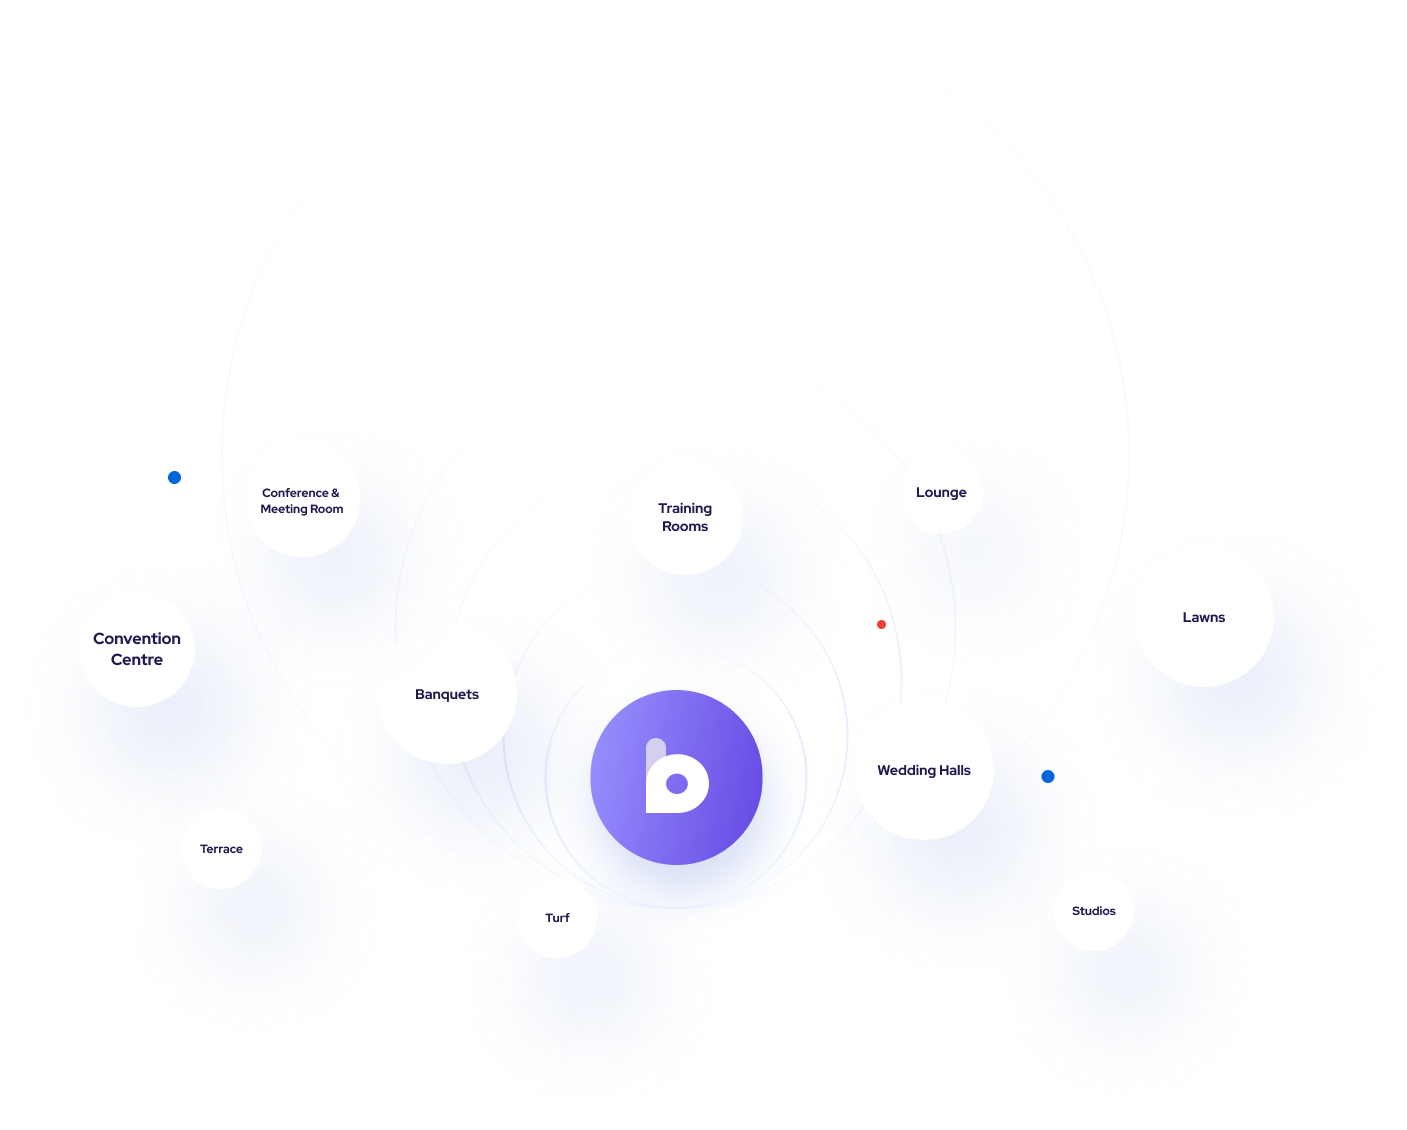 Conference &
Meeting Room
Training
Rooms
Lounge
Convention
Centre
Lawns
Banquets
Wedding Halls
b
Terrace
Turf
Studios